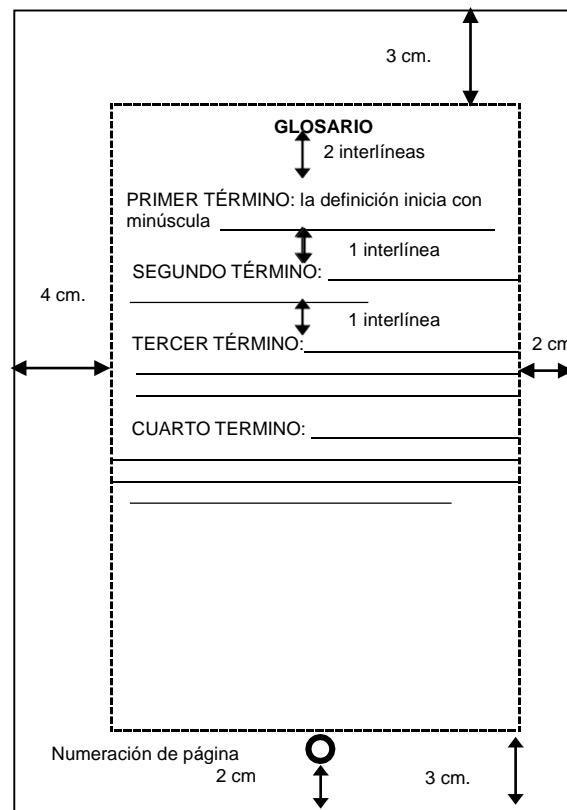 3 cm.
GLOSARIO
2 interlíneas
PRIMER TÉRMINO: la definición inicia con
minúscula
1 interlínea
SEGUNDO TÉRMINO:
4 cm.
1 interlínea
TERCER TÉRMINO:
2 cm
CUARTO TERMINO:
Numeración de página
2 cm
3 cm.